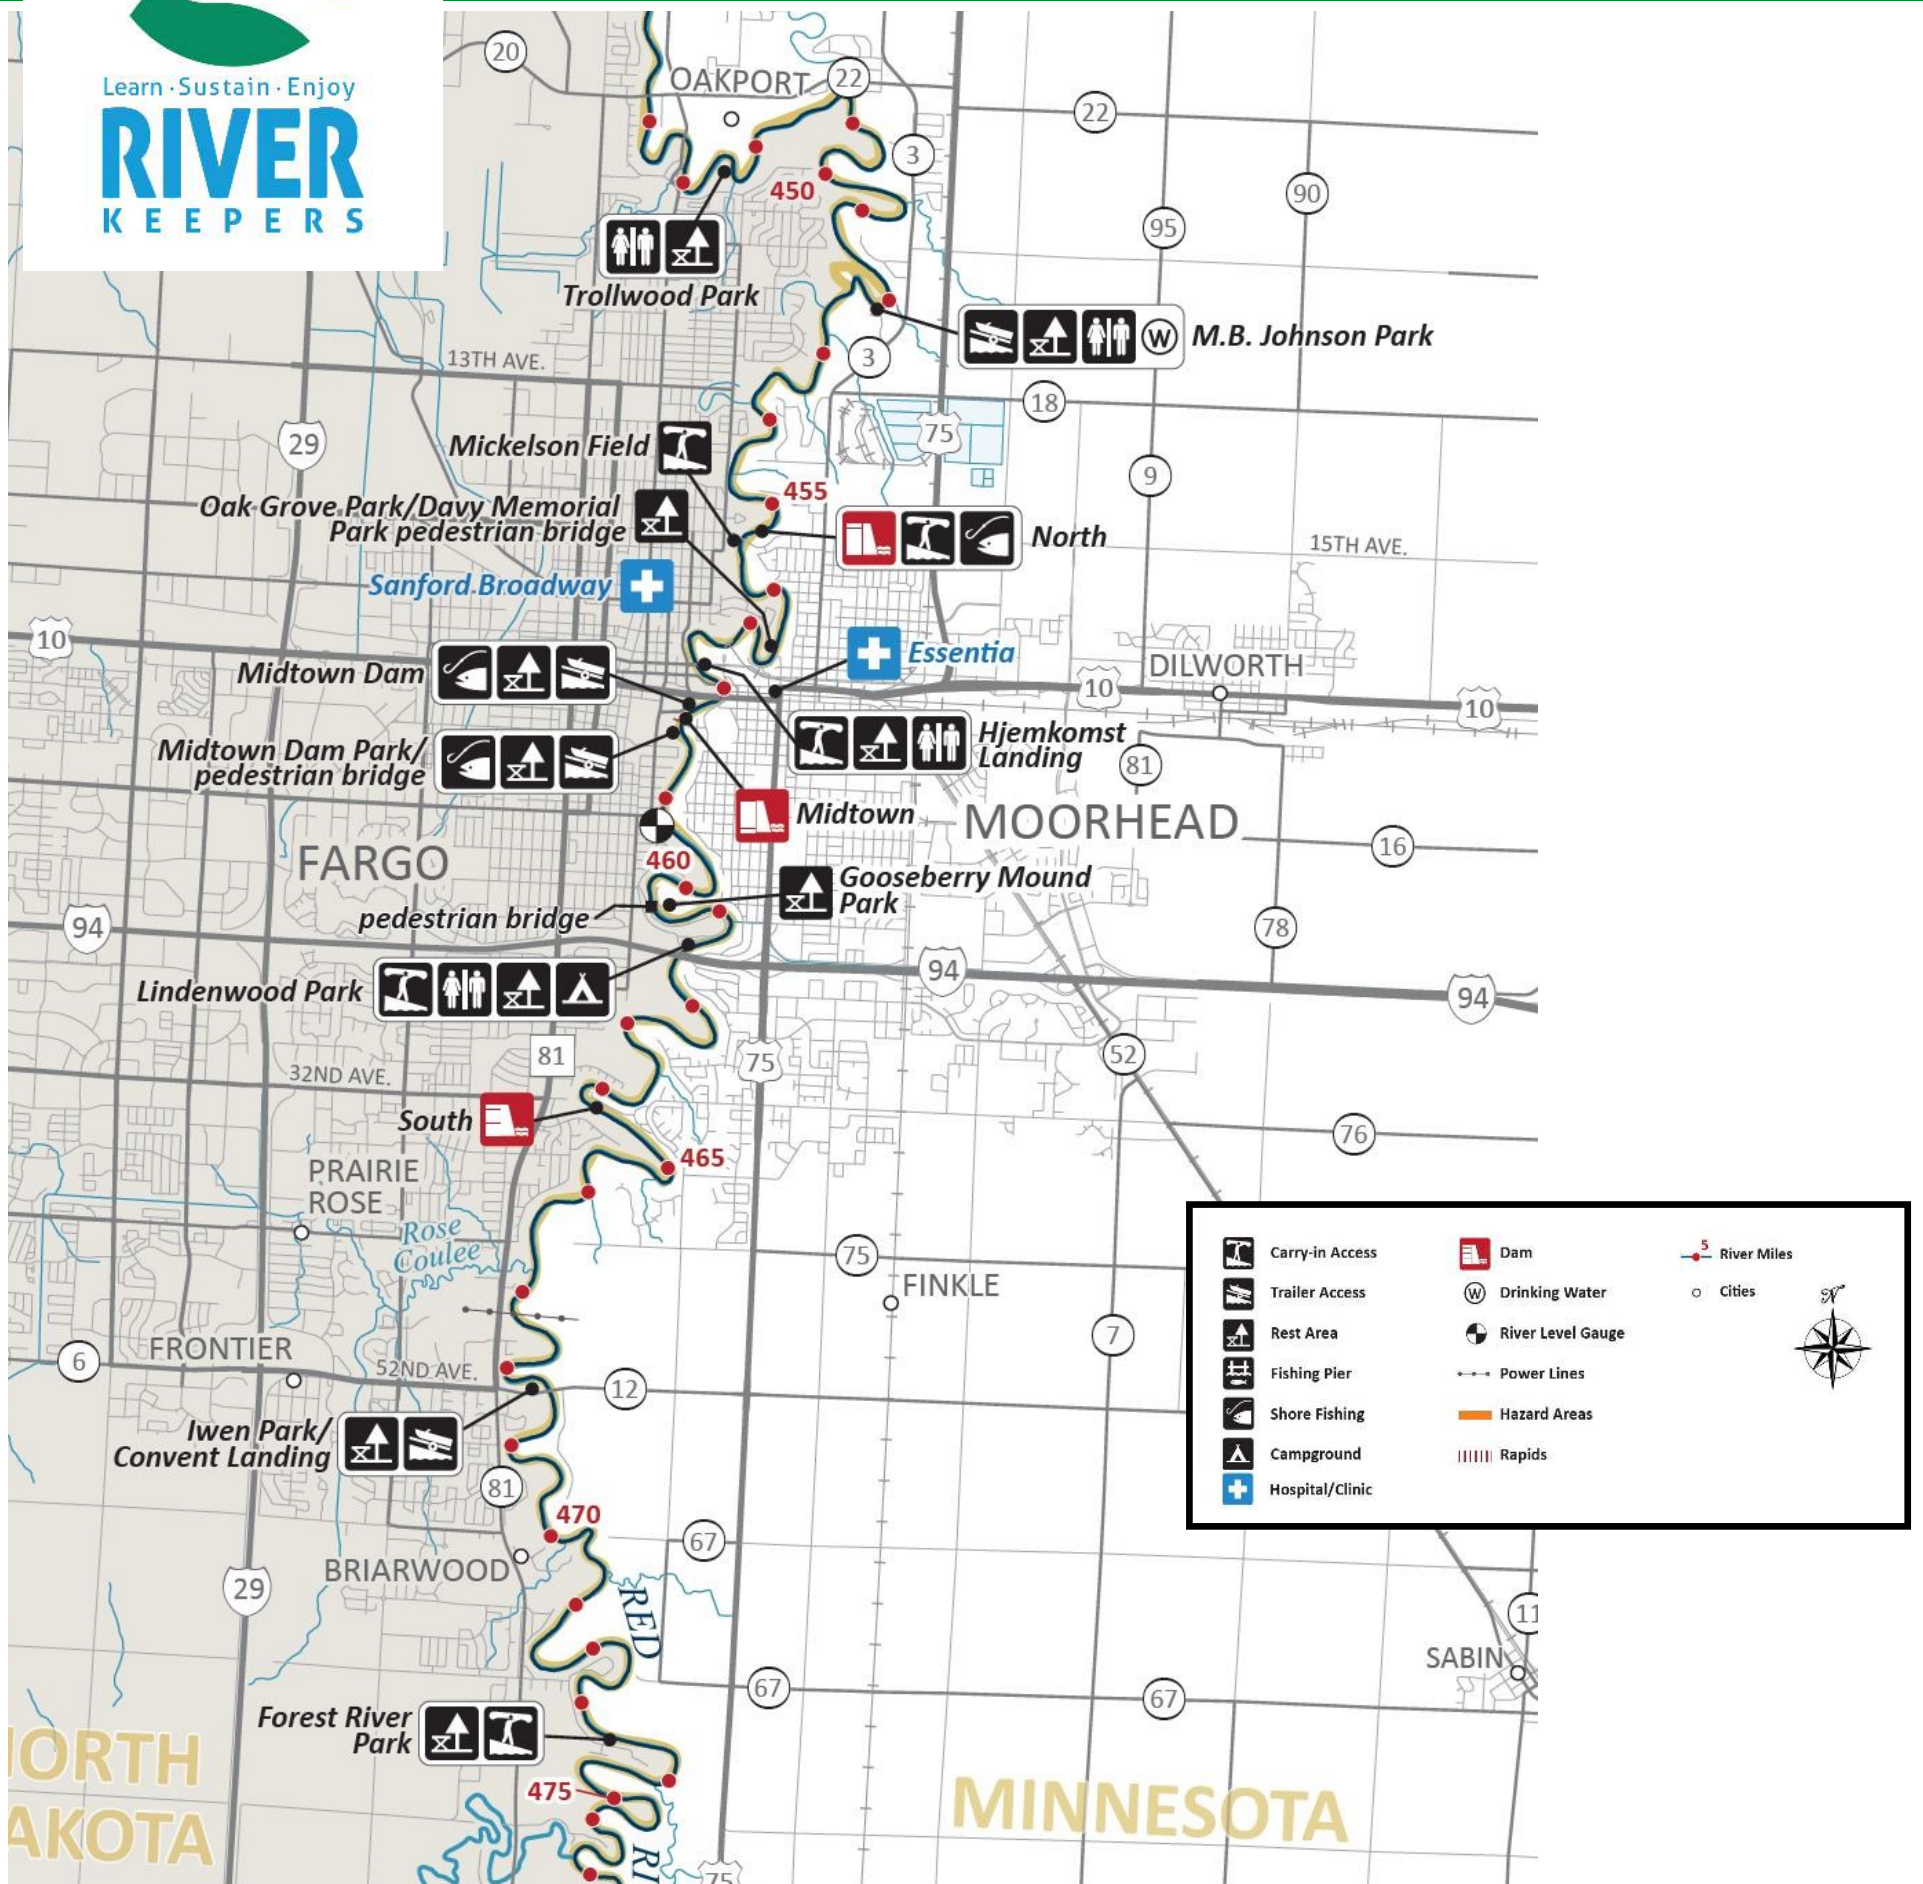 Learn · Sustain · Enjoy
RIVER
KEEPERS
20
OAKPORT
22
22
3
450
90
95
Trollwood Park
W
M.B. Johnson Park
3
13TH AVE.
18
29
75
Mickelson Field
9
455
Oak Grove Park/Davy Memorial
Park pedestrian bridge
North
15TH AVE.
Sanford Broadway
10
Essentia
DILWORTH
Midtown Dam
10
10
Hjemkomst
Landing
Midtown Dam Park/
pedestrian bridge
81
Midtown
MOORHEAD
16
FARGO
460
Gooseberry Mound
Park
pedestrian bridge
94
78
94
94
Lindenwood Park
81
75
52
32ND AVE.
South
76
465
PRAIRIE
ROSE
Rose
Coulee
75
FINKLE
7
FRONTIER
6
52ND AVE.
12
Iwen Park/
Convent Landing
81
470
67
BRIARWOOD
29
RED
11
SABIN
67
67
Forest River
Park
475
NORTH
DAKOTA
MINNESOTA
RI
75
Carry-in Access
Trailer Access
Rest Area
Fishing Pier
Shore Fishing
Campground
Hospital/Clinic
Dam
W Drinking Water
River Level Gauge
Power Lines
Hazard Areas
Rapids
5 River Miles
Cities
N